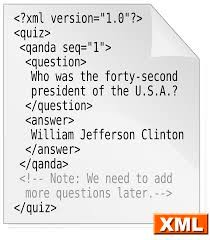 <?xml version="1.0"?>
<quiz>
<qanda seq="1">
<question>
Who was the forty-second
president of the U.S.A.?
</question>
<answer>
William Jefferson Clinton
</answer>
</qanda>
<!-- Note: We need to add
more questions later.-->
</quiz>
XML